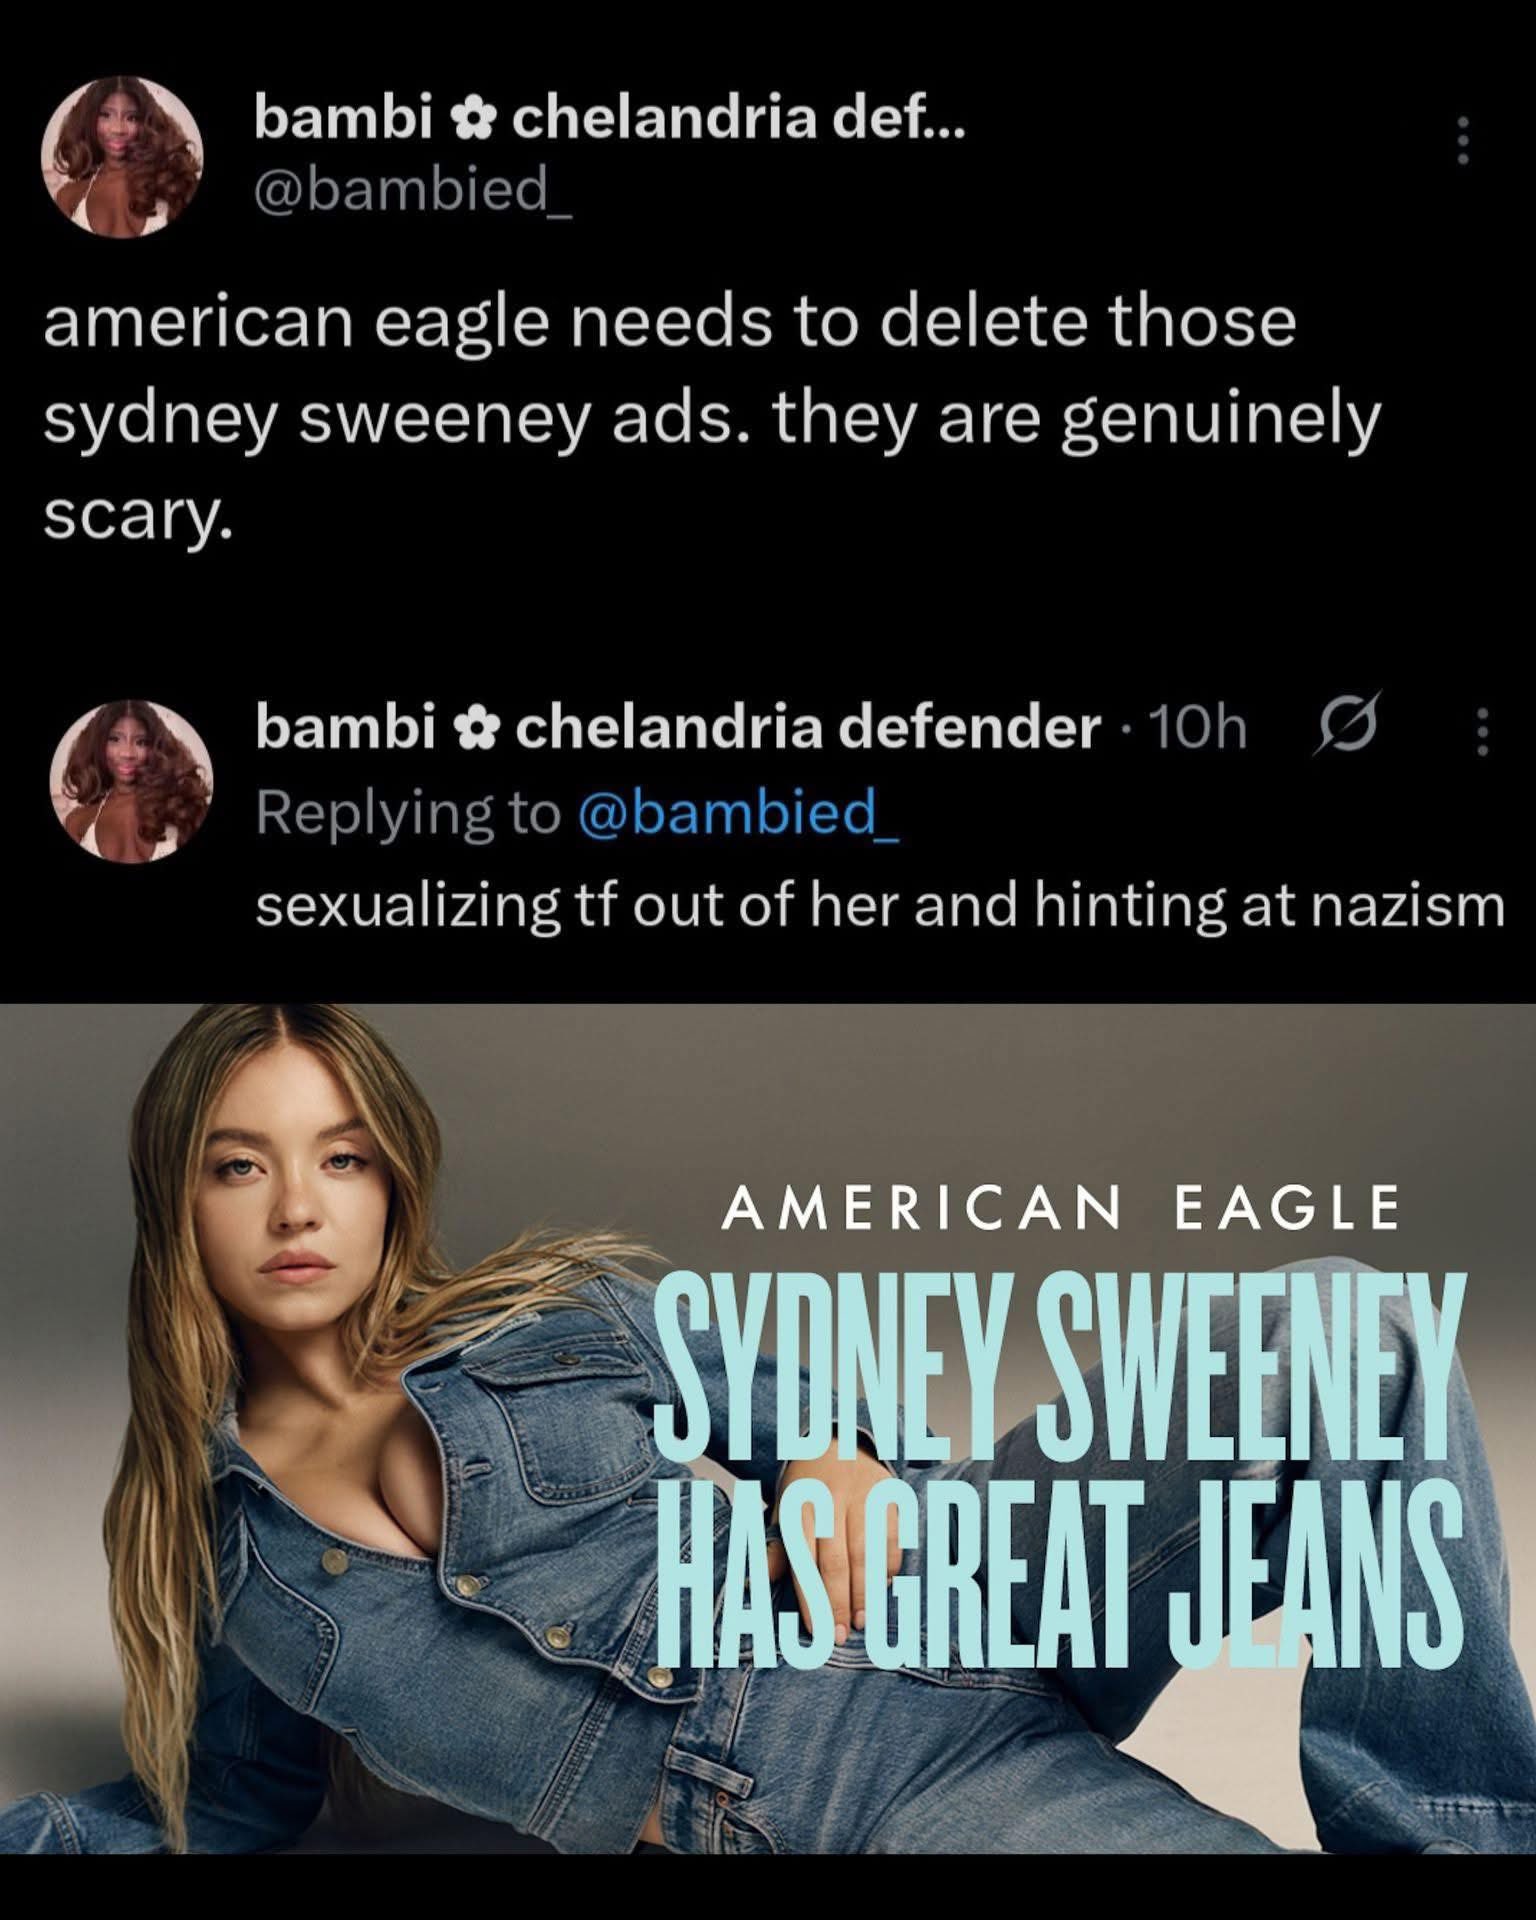 bambi ✿ chelandria def...
@bambied_
american eagle needs to delete those
sydney sweeney ads. they are genuinely
scary.
bambi ✿ chelandria defender · 10h
Replying to @bambied_
sexualizing tf out of her and hinting at nazism
AMERICAN EAGLE
SYDNEY SWEENEY
HAS GREAT JEANS